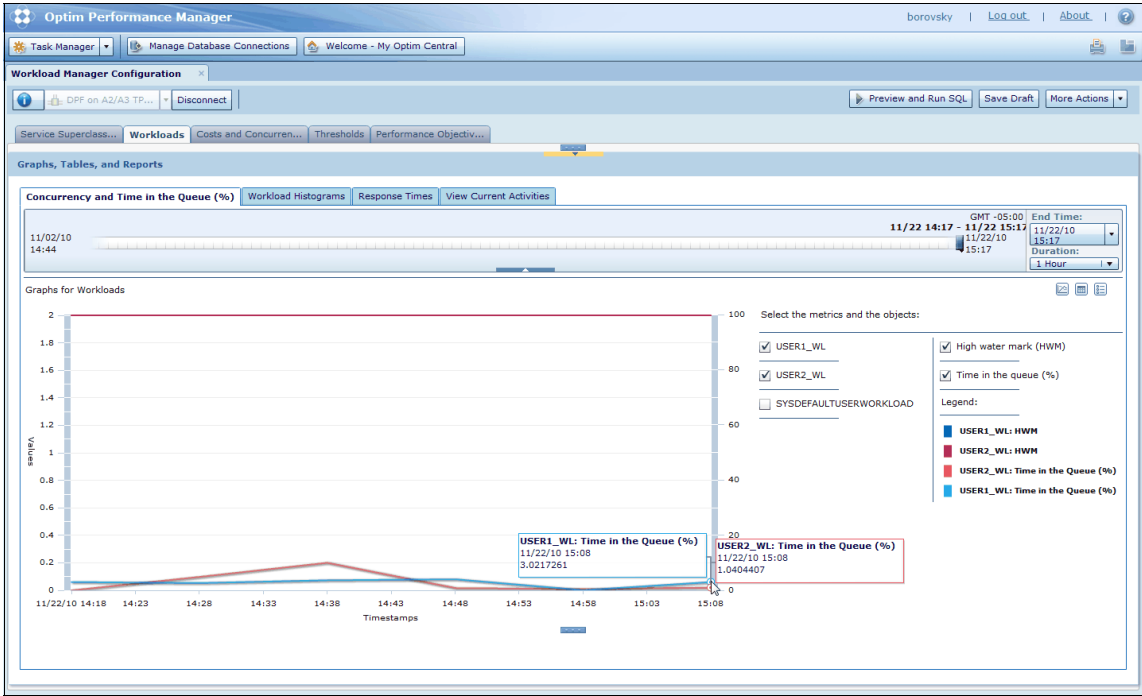 Optim Performance Manager
borovsky | Log out | About | ?
Task Manager
Manage Database Connections
Welcome - My Optim Central
Workload Manager Configuration ×
DPF on A2/A3 TP...
Disconnect
Preview and Run SQL
Save Draft
More Actions
Service Superclass...
Workloads
Costs and Concurren...
Thresholds
Performance Objectiv...
Graphs, Tables, and Reports
Concurrency and Time in the Queue (%)
Workload Histograms
Response Times
View Current Activities
GMT -05:00
11/22 14:17 - 11/22 15:17
11/02/10
14:44
11/22/10
15:17
End Time:
11/22/10
15:17
Duration:
1 Hour
Graphs for Workloads
2
1.8
1.6
1.4
1.2
1
0.8
0.6
0.4
0.2
0
Values
100
80
60
40
20
0
11/22/10 14:18 14:23 14:28 14:33 14:38 14:43 14:48 14:53 14:58 15:03 15:08
Timestamps
USER1_WL: Time in the Queue (%)
11/22/10 15:08
3.0217261
USER2_WL: Time in the Queue (%)
11/22/10 15:08
1.0404407
Select the metrics and the objects:
USER1_WL
USER2_WL
SYSDEFAULTUSERWORKLOAD
High water mark (HWM)
Time in the queue (%)
Legend:
USER1_WL: HWM
USER2_WL: HWM
USER2_WL: Time in the Queue (%)
USER1_WL: Time in the Queue (%)